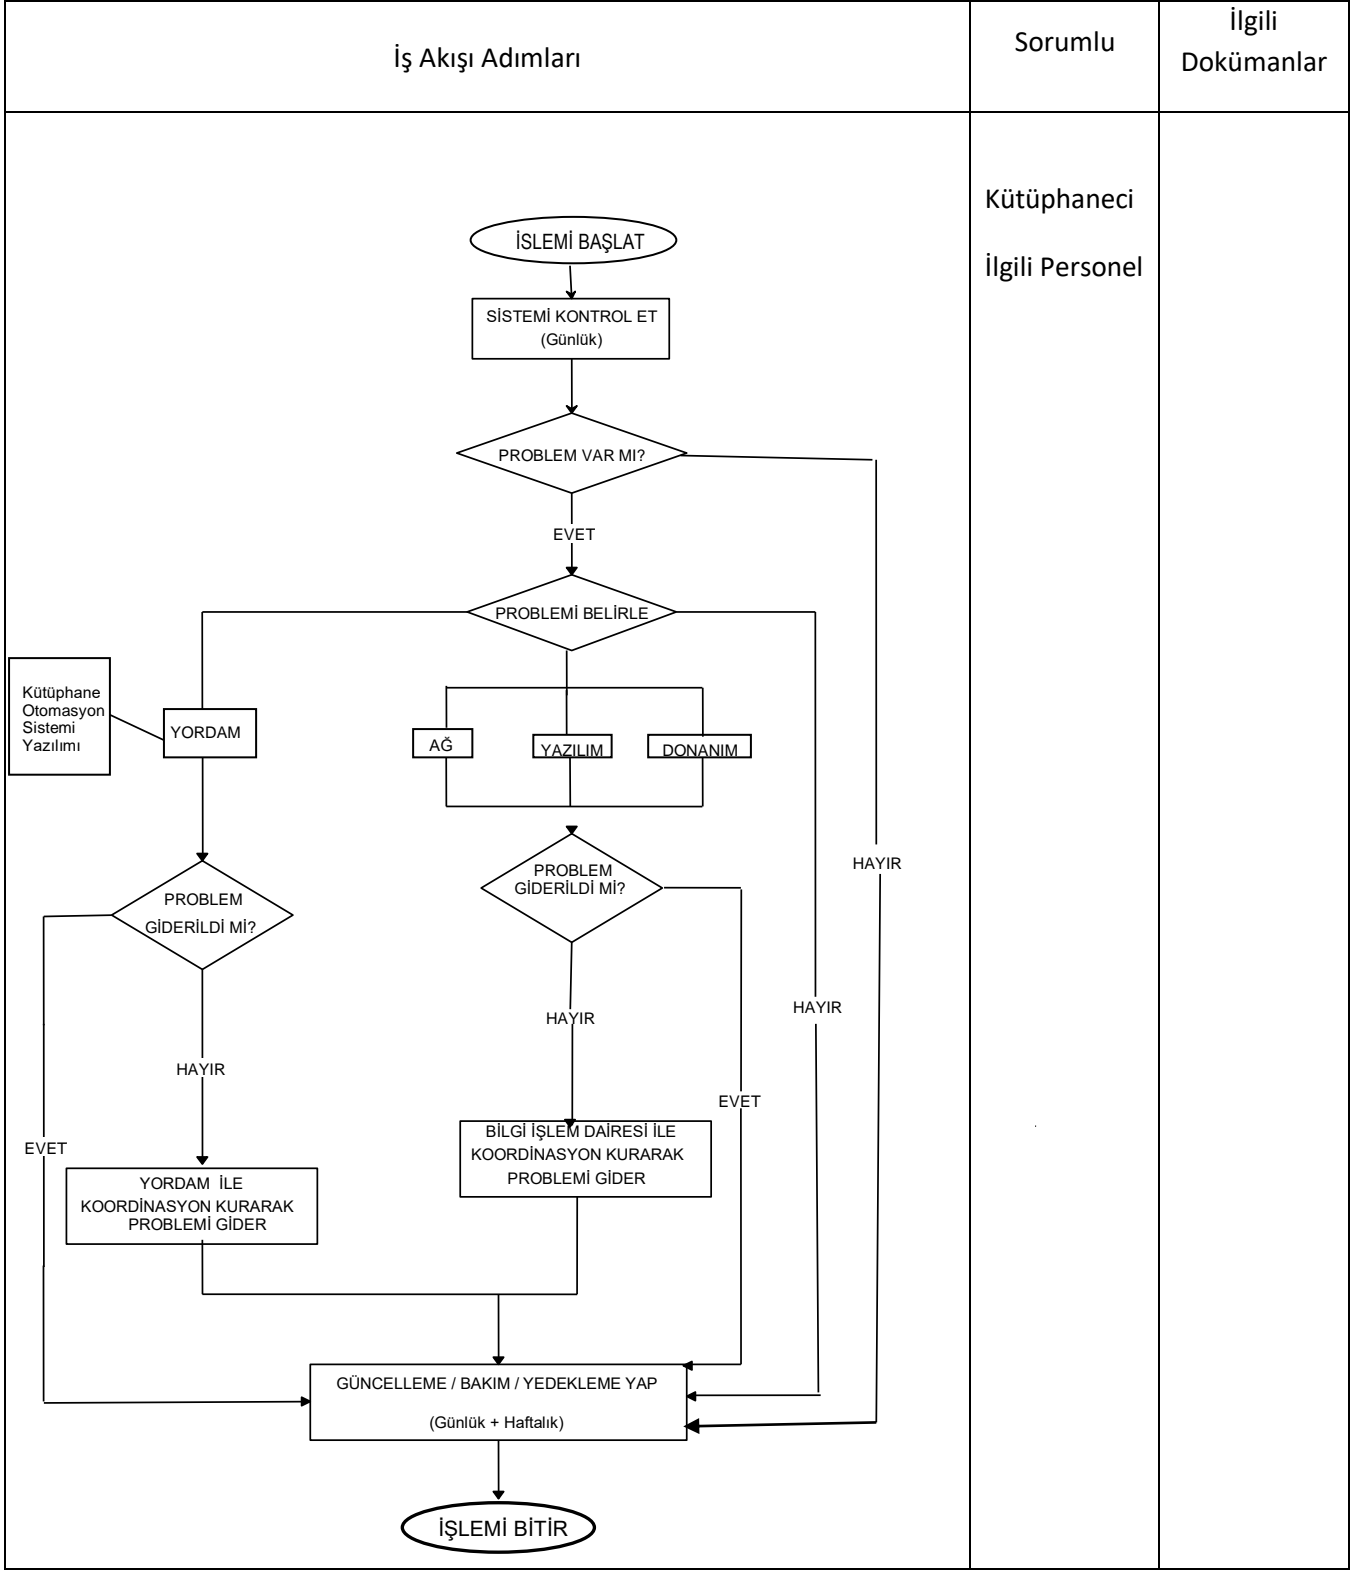 İş Akışı Adımları
Sorumlu
İlgili
Dokümanlar
Kütüphaneci
İlgili Personel
İSLEMİ BAŞLAT
SİSTEMİ KONTROL ET
(Günlük)
PROBLEM VAR MI?
EVET
PROBLEMİ BELİRLE
Kütüphane
Otomasyon
Sistemi
Yazılımı
YORDAM
AĞ
YAZILIM
DONANIM
PROBLEM
GİDERİLDİ Mİ?
HAYIR
PROBLEM
GİDERİLDİ Mİ?
HAYIR
HAYIR
HAYIR
EVET
EVET
BİLGİ İŞLEM DAİRESİ İLE
KOORDİNASYON KURARAK
PROBLEMİ GİDER
YORDAM İLE
KOORDİNASYON KURARAK
PROBLEMİ GİDER
GÜNCELLEME / BAKIM / YEDEKLEME YAP
(Günlük + Haftalık)
İŞLEMİ BİTİR